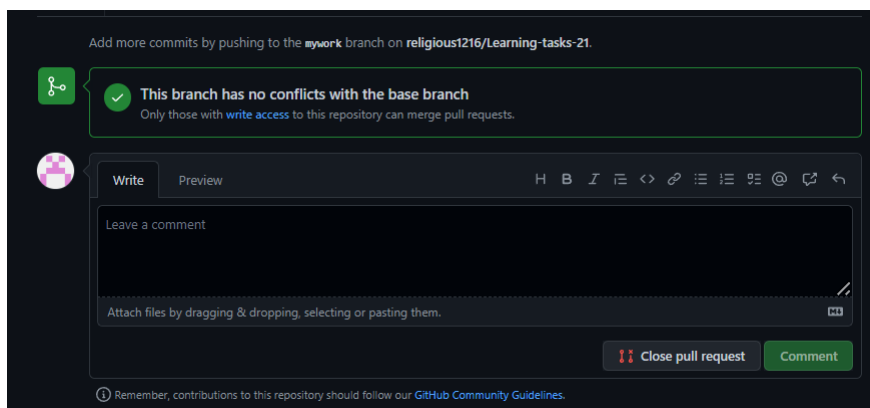 Add more commits by pushing to the mywork branch on religious1216/Learning-tasks-21.
This branch has no conflicts with the base branch
Only those with write access to this repository can merge pull requests.
Write Preview
Leave a comment
Attach files by dragging & dropping, selecting or pasting them.
Close pull request Comment
Remember, contributions to this repository should follow our GitHub Community Guidelines.